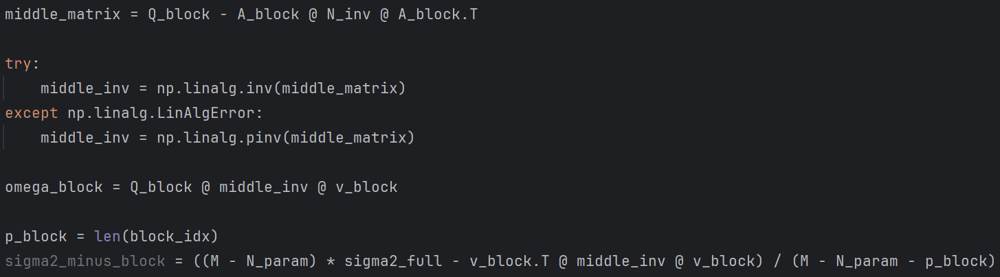 middle_matrix = Q_block - A_block @ N_inv @ A_block.T
try:
middle_inv = np.linalg.inv(middle_matrix)
except np.linalg.LinAlgError:
middle_inv = np.linalg.pinv(middle_matrix)
omega_block = Q_block @ middle_inv @ v_block
p_block = len(block_idx)
sigma2_minus_block = ((M - N_param) * sigma2_full - v_block.T @ middle_inv @ v_block) / (M - N_param - p_block)